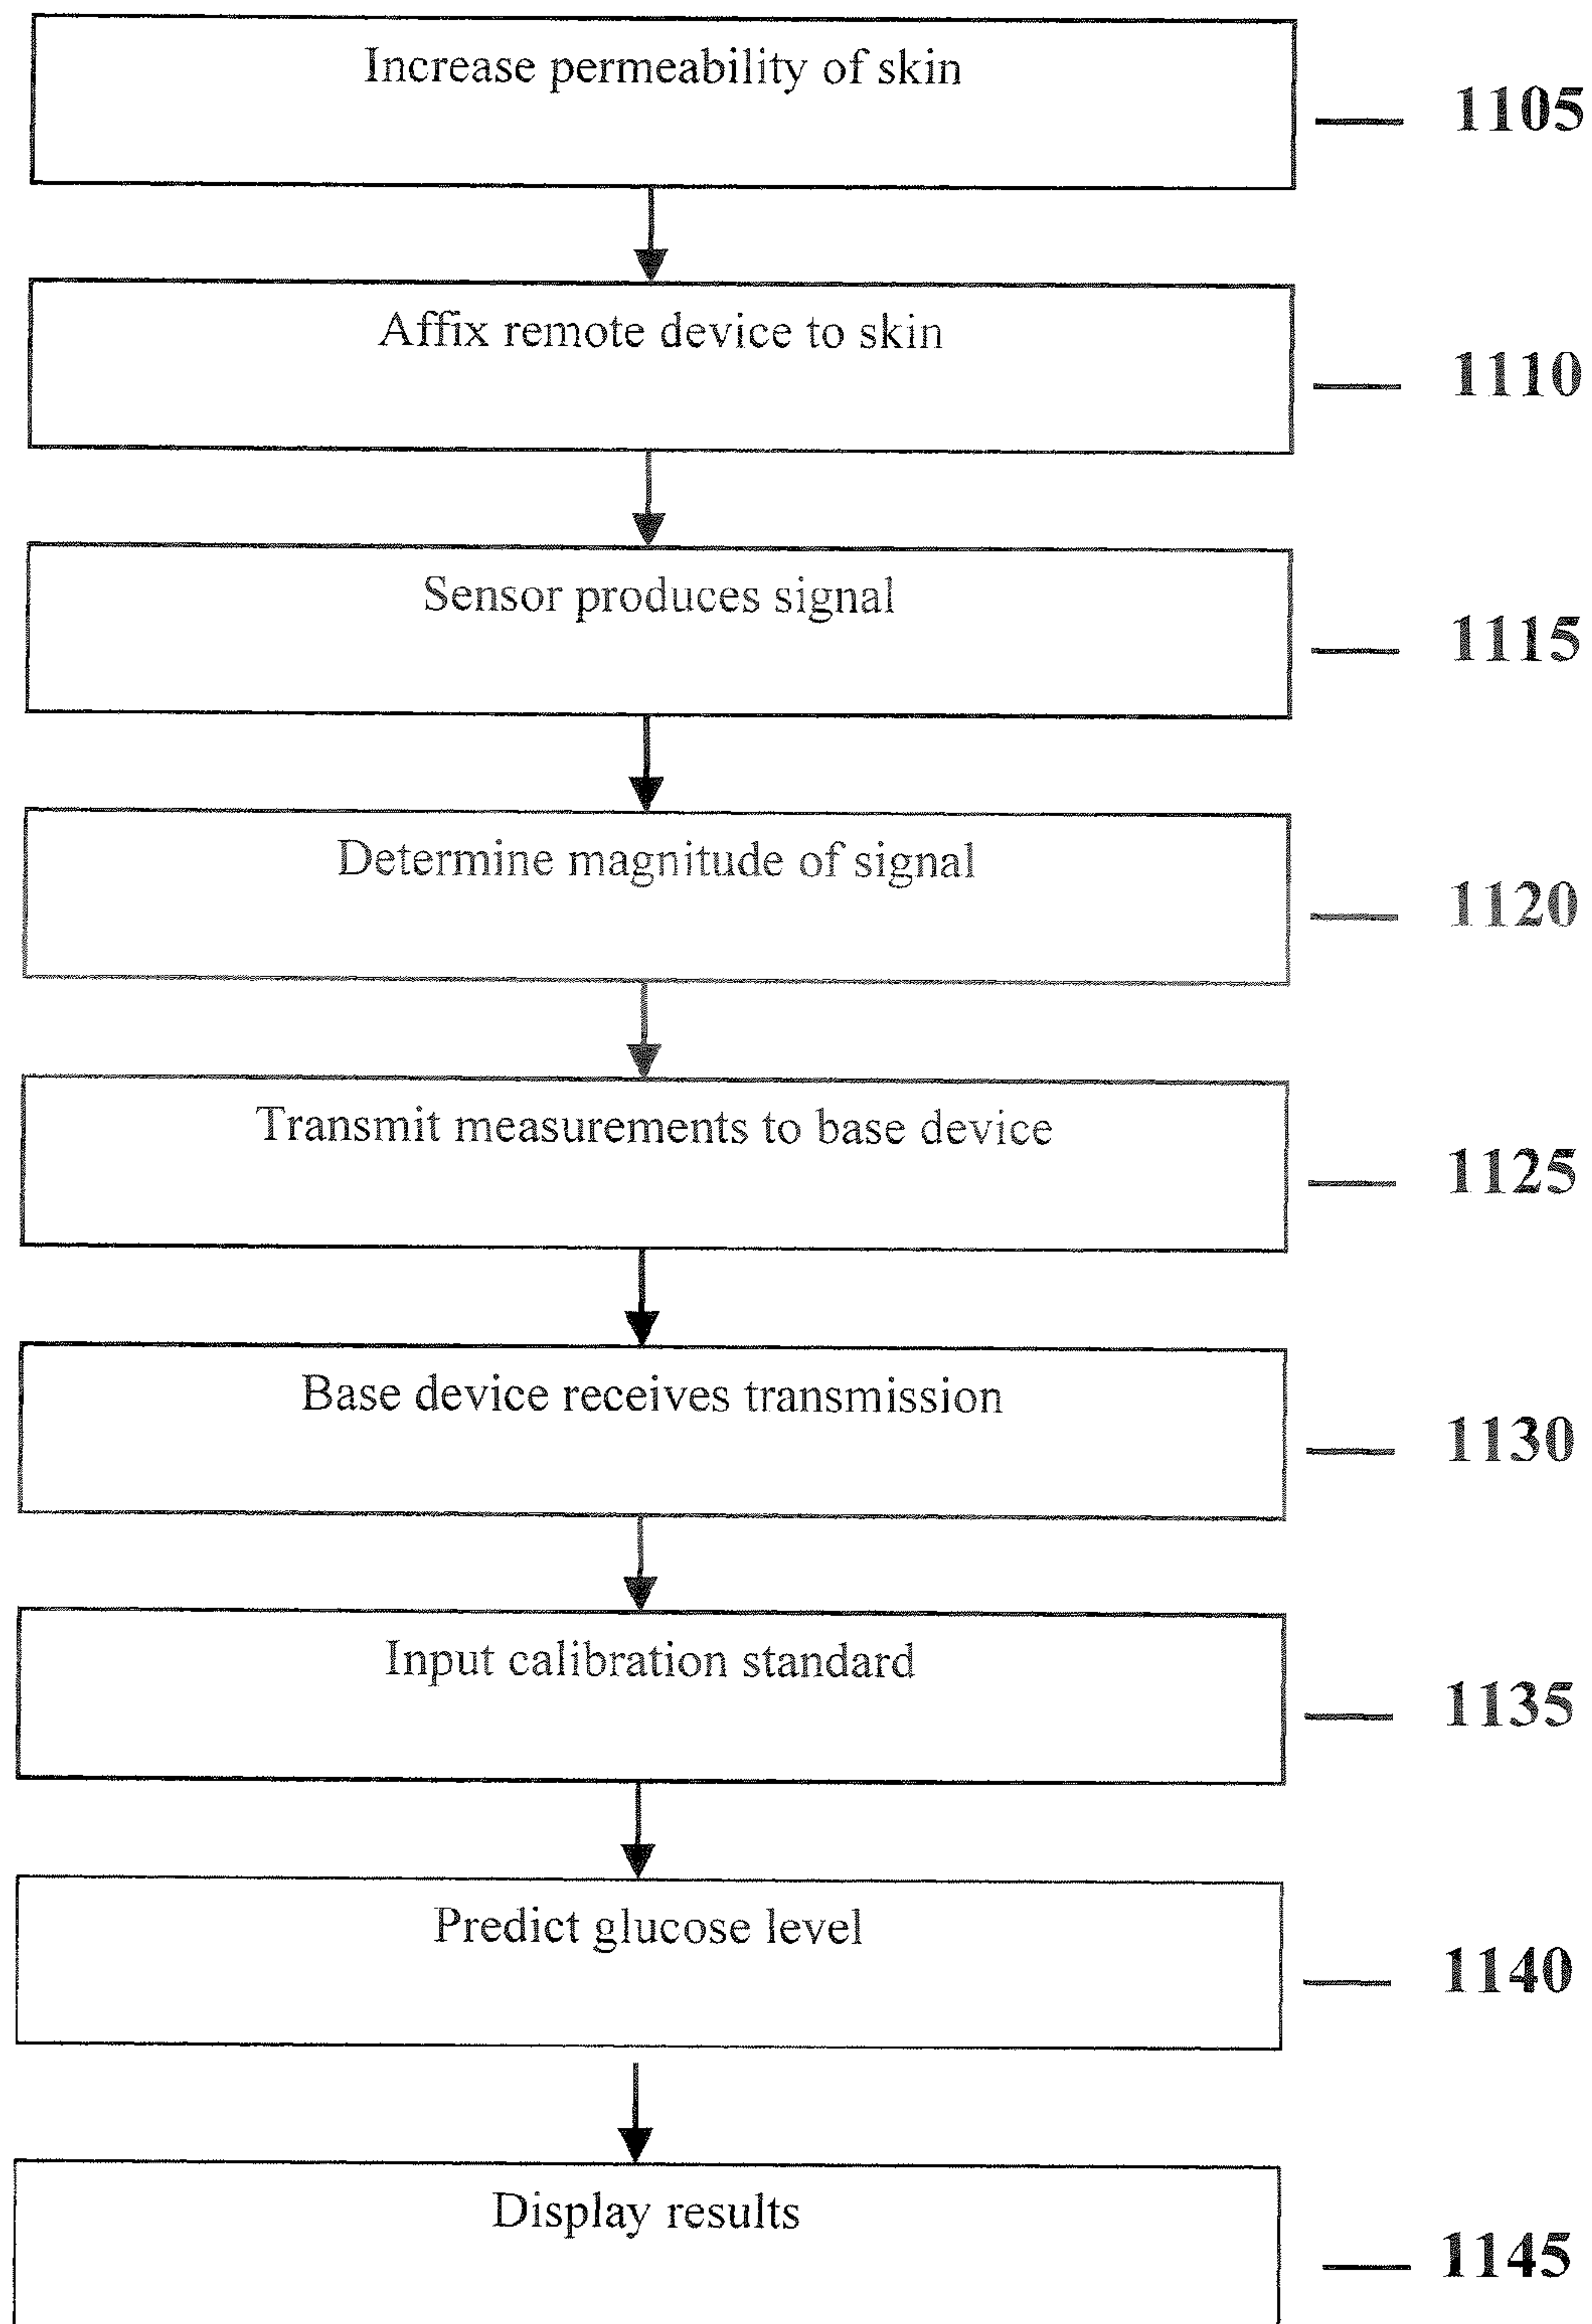 Increase permeability of skin
1105
Affix remote device to skin
1110
Sensor produces signal
1115
Determine magnitude of signal
1120
Transmit measurements to base device
1125
Base device receives transmission
1130
Input calibration standard
1135
Predict glucose level
1140
Display results
1145